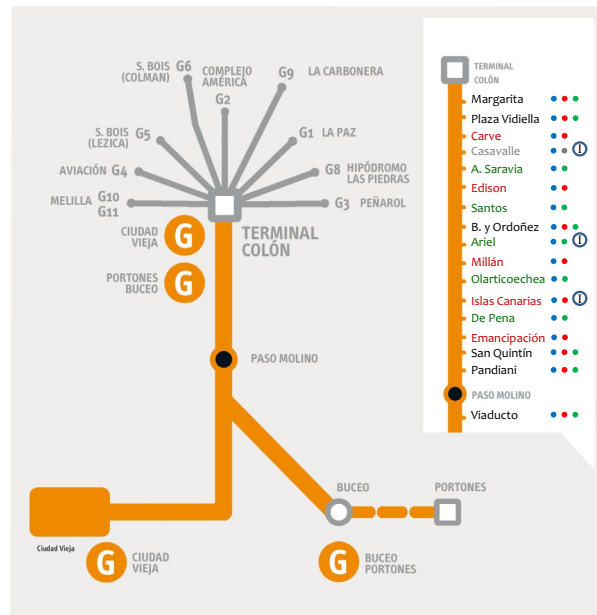 S. BOIS
(COLMAN)
G6
COMPLEJO
AMÉRICA
G2
G9
LA CARBONERA
S. BOIS
(LEZICA)
G5
G1
LA PAZ
AVIACIÓN
G4
G8
HIPÓDROMO
LAS PIEDRAS
MELILLA
G10
G11
G3
PEÑAROL
CIUDAD
VIEJA
G
TERMINAL
COLÓN
PORTONES
BUCEO
G
PASO MOLINO
BUCEO
PORTONES
Ciudad Vieja
G
CIUDAD
VIEJA
G
BUCEO
PORTONES
TERMINAL
COLÓN
Margarita
Plaza Vidiella
Carve
Casavalle
I
A. Saravia
Edison
Santos
B. y Ordoñez
Ariel
I
Millán
Olarticoechea
Islas Canarias
I
De Pena
Emancipación
San Quintín
Pandiani
PASO MOLINO
Viaducto